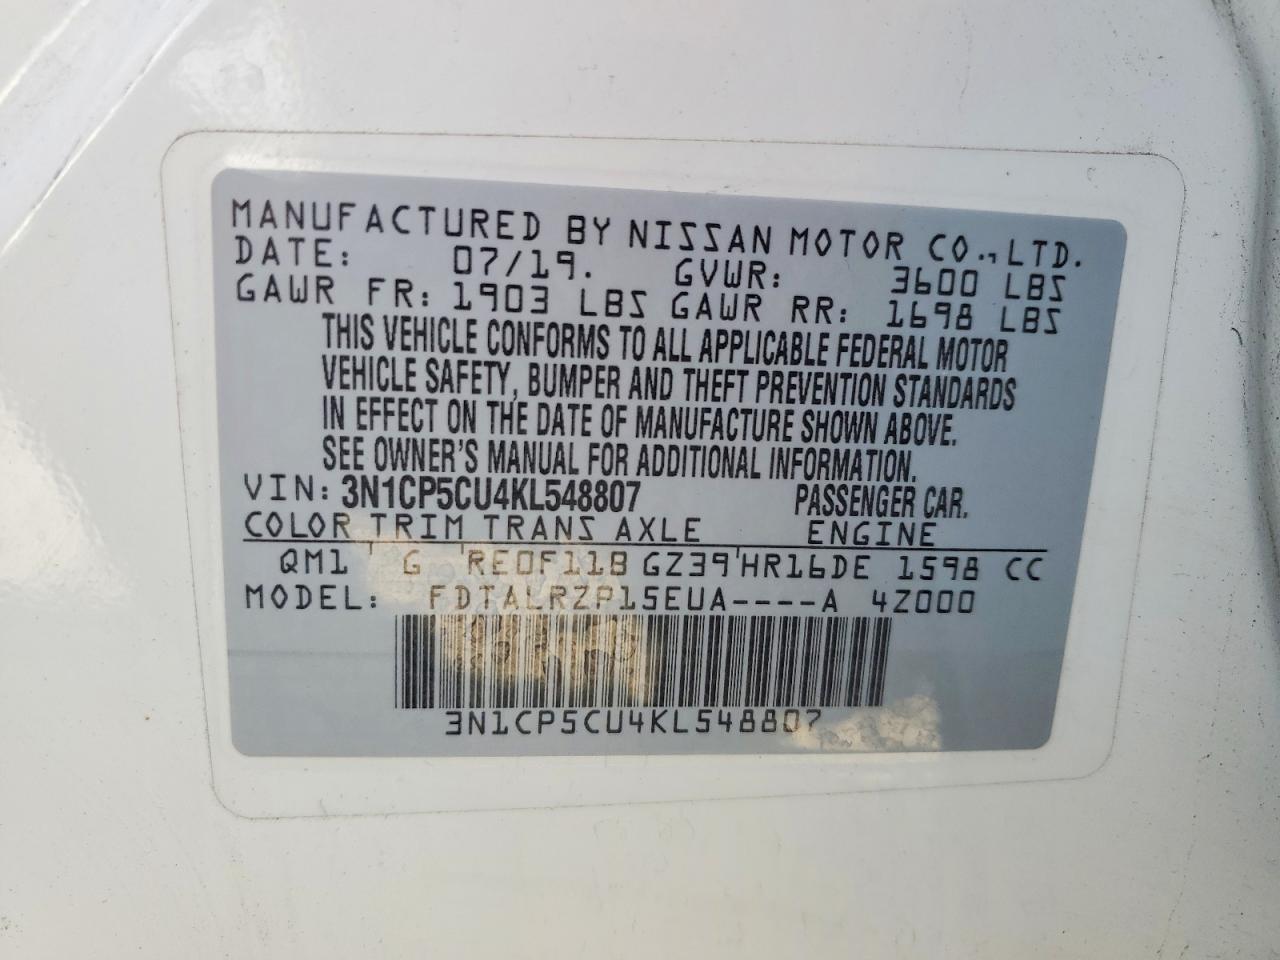 MANUFACTURED BY NISSAN MOTOR CO., LTD.
DATE: 07/19. GVWR: 3600 LBS
GAWR FR: 1903 LBS GAWR RR: 1698 LBS
THIS VEHICLE CONFORMS TO ALL APPLICABLE FEDERAL MOTOR
VEHICLE SAFETY, BUMPER AND THEFT PREVENTION STANDARDS
IN EFFECT ON THE DATE OF MANUFACTURE SHOWN ABOVE.
SEE OWNER'S MANUAL FOR ADDITIONAL INFORMATION.
VIN: 3N1CP5CU4KL548807 PASSENGER CAR.
COLOR TRIM TRANS AXLE ENGINE
QM1 G RE0F11B GZ39 HR16DE 1598 CC
MODEL: FDTALRZP15EUA----A 4Z000
3N1CP5CU4KL548807